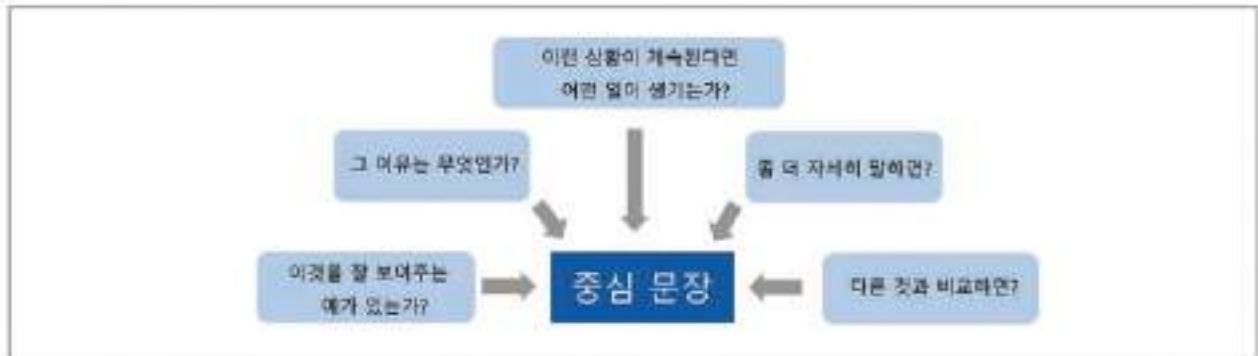 이런 상황이 계속된다면
어떤 일이 생기는가?
그 이유는 무엇인가?
좀 더 자세히 말하면?
이것을 잘 보여주는
예가 있는가?
중심 문장
다른 것과 비교하면?